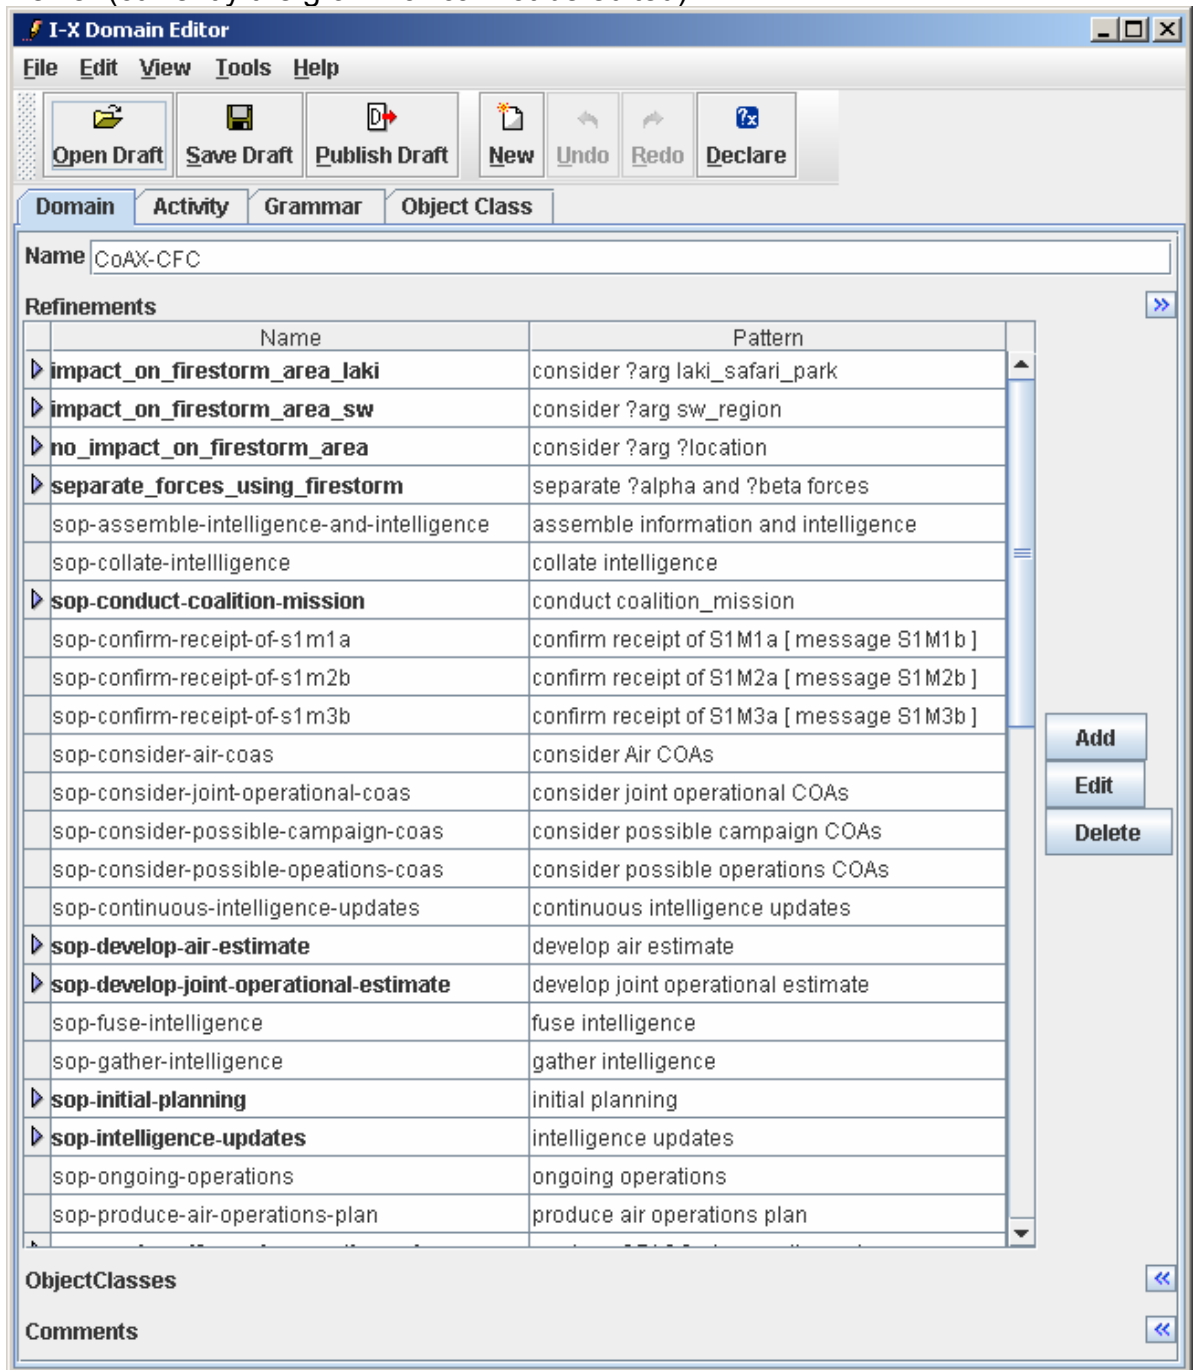 I-X Domain Editor
File Edit View Tools Help
Open Draft Save Draft Publish Draft New Undo Redo Declare
Domain Activity Grammar Object Class
Name CoAX-CFC
Refinements
Name Pattern
impact_on_firestorm_area_laki consider ?arg laki_safari_park
impact_on_firestorm_area_sw consider ?arg sw_region
no_impact_on_firestorm_area consider ?arg ?location
separate_forces_using_firestorm separate ?alpha and ?beta forces
sop-assemble-intelligence-and-intelligence assemble information and intelligence
sop-collate-intellligence collate intelligence
sop-conduct-coalition-mission conduct coalition_mission
sop-confirm-receipt-of-s1m1a confirm receipt of S1M1a [ message S1M1b ]
sop-confirm-receipt-of-s1m2b confirm receipt of S1M2a [ message S1M2b ]
sop-confirm-receipt-of-s1m3b confirm receipt of S1M3a [ message S1M3b ]
sop-consider-air-coas consider Air COAs
Add
sop-consider-joint-operational-coas consider joint operational COAs
Edit
sop-consider-possible-campaign-coas consider possible campaign COAs
Delete
sop-consider-possible-opeations-coas consider possible operations COAs
sop-continuous-intelligence-updates continuous intelligence updates
sop-develop-air-estimate develop air estimate
sop-develop-joint-operational-estimate develop joint operational estimate
sop-fuse-intelligence fuse intelligence
sop-gather-intelligence gather intelligence
sop-initial-planning initial planning
sop-intelligence-updates intelligence updates
sop-ongoing-operations ongoing operations
sop-produce-air-operations-plan produce air operations plan
ObjectClasses
Comments